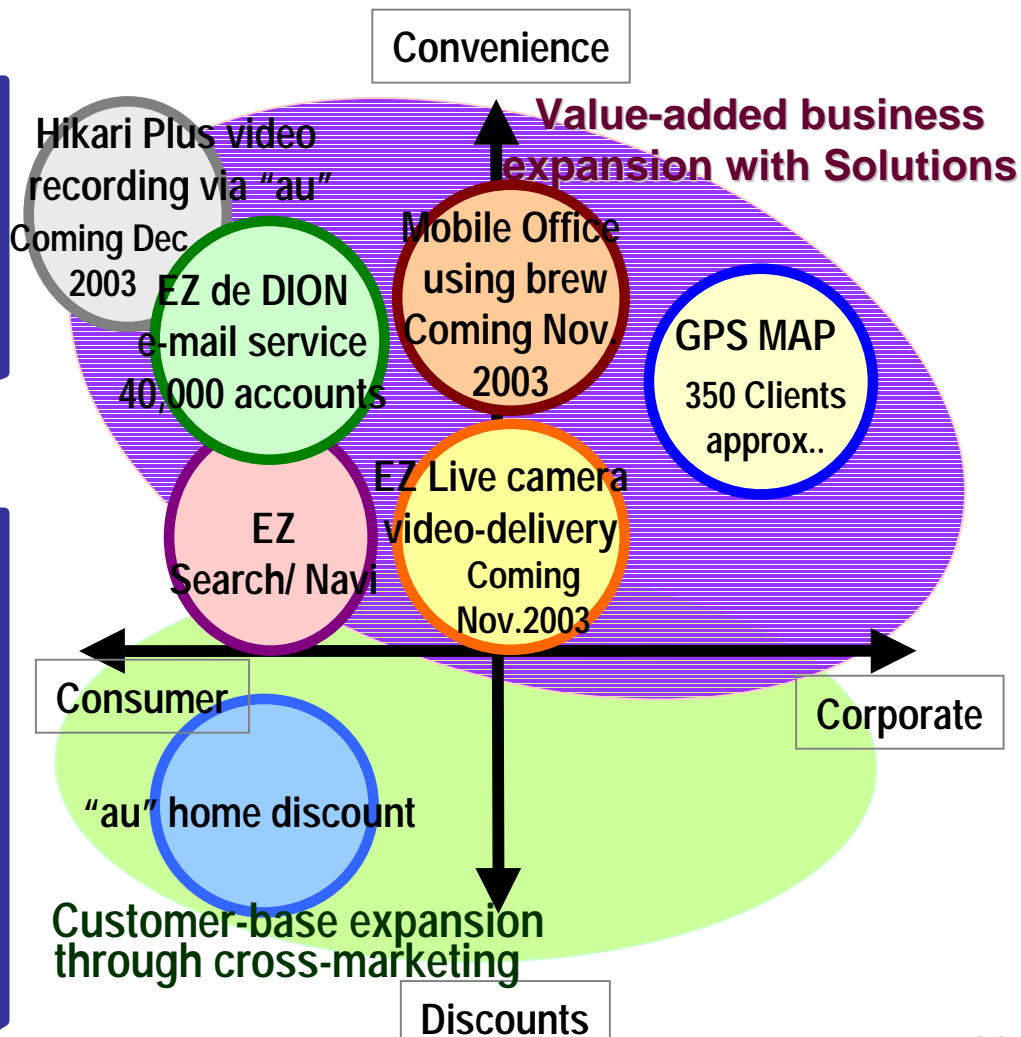 Convenience
Value-added business
expansion with Solutions
Hikari Plus video
recording via “au”
Coming Dec
2003
EZ de DION
e-mail service
40,000 accounts
Mobile Office
using brew
Coming Nov.
2003
GPS MAP
350 Clients
approx..
EZ
Search/ Navi
EZ Live camera
video-delivery
Coming
Nov.2003
Consumer
Corporate
“au” home discount
Customer-base expansion
through cross-marketing
Discounts